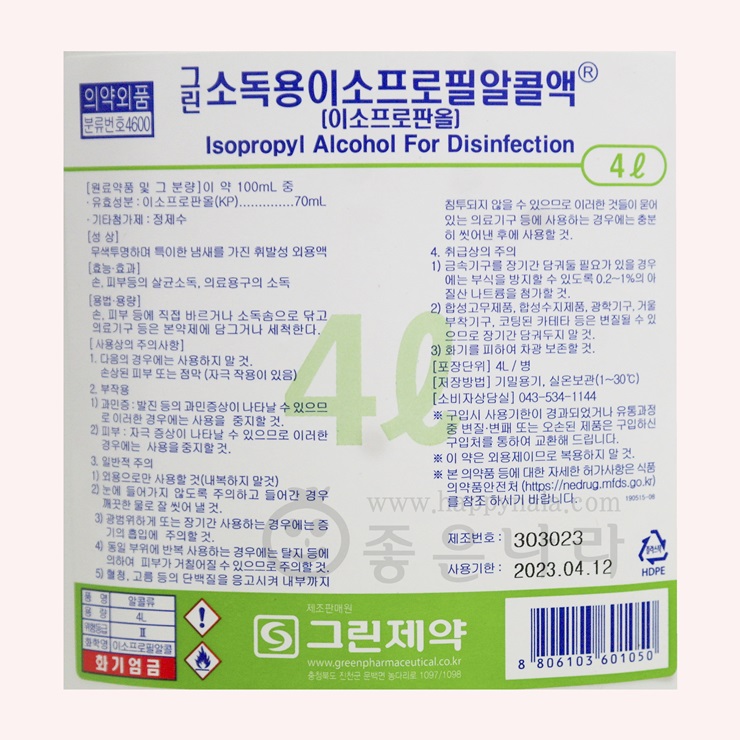 의약외품
분류번호4600
그린 소독용이소프로필알콜액®
(이소프로판올)
Isopropyl Alcohol For Disinfection
4ℓ
[원료약품 및 그 분량]이 약 100mL 중
·유효성분 : 이소프로판올(KP)..............70mL
·기타첨가제 : 정제수
[성 상]
무색투명하며 특이한 냄새를 가진 휘발성 외용액
[효능·효과]
손, 피부등의 살균소독, 의료용구의 소독
[용법·용량]
손, 피부 등에 직접 바르거나 소독솜으로 닦고
의료기구 등은 본약제에 담그거나 세척한다.
[사용상의 주의사항]
1. 다음의 경우에는 사용하지 말 것.
손상된 피부 또는 점막 (자극 작용이 있음)
2. 부작용
1) 과민증 : 발진 등의 과민증상이 나타날 수 있으므
로 이러한 경우에는 사용을 중지할 것.
2) 피부 : 자극 증상이 나타날 수 있으므로 이러한
경우에는 사용을 중지할 것.
3. 일반적 주의
1) 외용으로만 사용할 것(내복하지 말것)
2) 눈에 들어가지 않도록 주의하고 들어간 경우
깨끗한 물로 잘 씻어 낼 것.
3) 광범위하게 또는 장기간 사용하는 경우에는 증
기의 흡입에 주의할 것.
4) 동일 부위에 반복 사용하는 경우에는 탈지 등에
의하여 피부가 거칠어질 수 있으므로 주의할 것.
5) 혈청, 고름 등의 단백질을 응고시켜 내부까지
침투되지 않을 수 있으므로 이러한 것들이 묻어
있는 의료기구 등에 사용하는 경우에는 충분
히 씻어낸 후에 사용할 것.
4. 취급상의 주의
1) 금속기구를 장기간 담궈둘 필요가 있을 경우
에는 부식을 방지할 수 있도록 0.2~1%의 아
질산 나트륨을 첨가할 것.
2) 합성고무제품, 합성수지제품, 광학기구, 거울
부착기구, 코팅된 카테타 등은 변질될 수 있
으므로 장기간 담궈두지 말 것.
3) 화기를 피하여 차광 보존할 것.
[포장단위] 4L / 병
[저장방법] 기밀용기, 실온보관(1~30℃)
[소비자상담실] 043-534-1144
※ 구입시 사용기한이 경과되었거나 유통과정
중 변질·변패 또는 오손된 제품은 구입하신
구입처를 통하여 교환해 드립니다.
※ 이 약은 외용제이므로 복용하지 말 것.
※ 본 의약품 등에 대한 자세한 허가사항은 식품
의약품안전처 (https://nedrug.mfds.go.kr)
를 참조 하시기 바랍니다.
190515-08
4ℓ
www.happynara.com
좋은나라
제조번호 : 303023
사용기한 : 2023.04.12
플라스틱
HDPE
품 명 알콜류
용 량 4L
위험등급 Ⅱ
화학명 이소프로필알콜
화기엄금
제조판매원
그린제약
www.greenpharmaceutical.co.kr
충청북도 진천군 문백면 농다리로 1097/1098
8 806103 601050